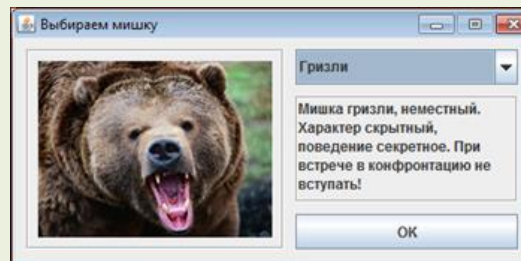 Выбираем мишку
Гризли
Мишка гризли, неместный.
Характер скрытный,
поведение секретное. При
встрече в конфронтацию не
вступать!
OK